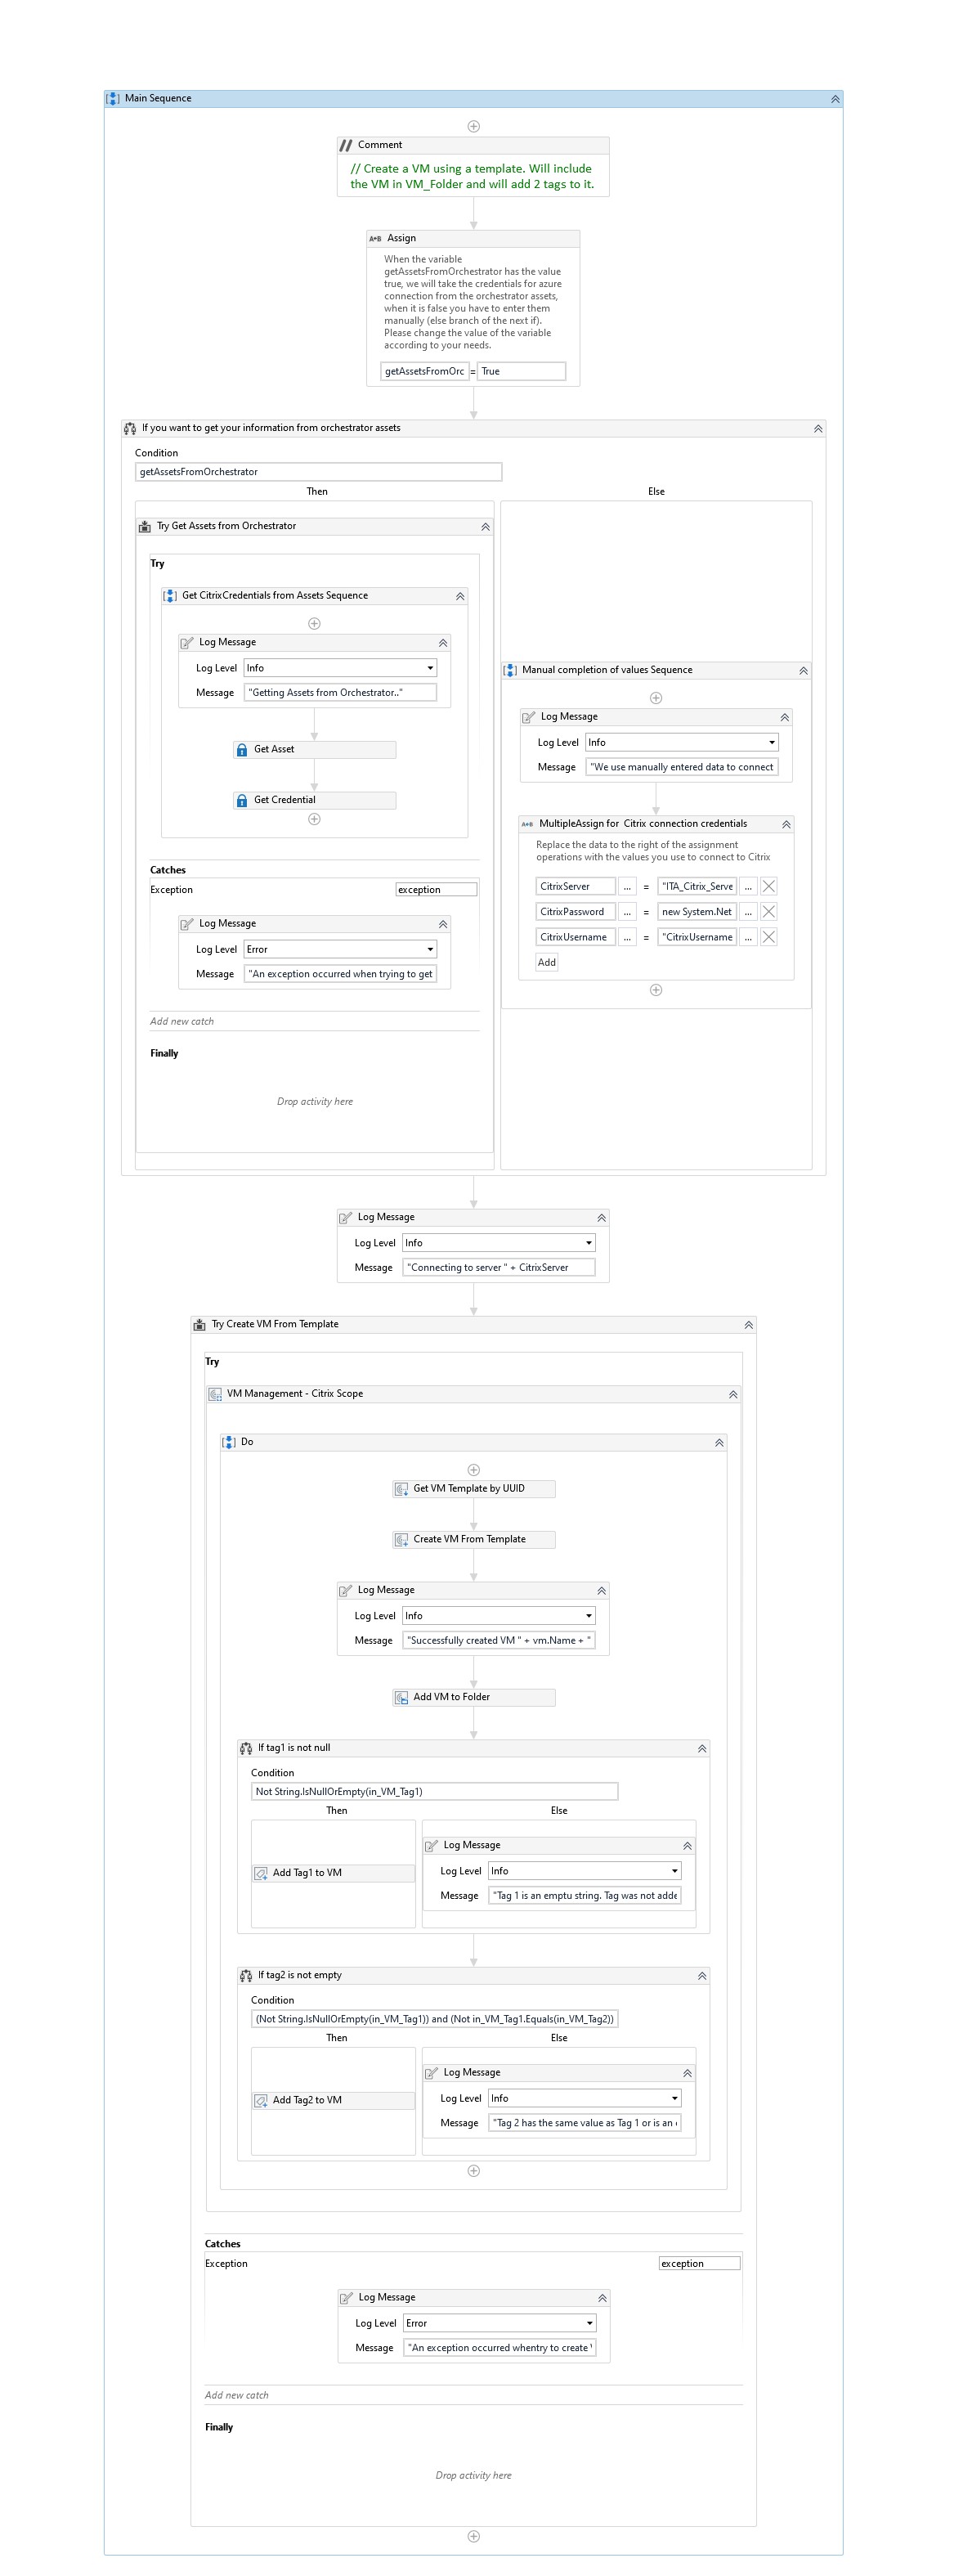 Main Sequence
Comment
// Create a VM using a template. Will include
the VM in VM_Folder and will add 2 tags to it.
A+B Assign
When the variable
getAssetsFromOrchestrator has the value
true, we will take the credentials for azure
connection from the orchestrator assets,
when it is false you have to enter them
manually (else branch of the next if).
Please change the value of the variable
according to your needs.
getAssetsFromOrc = True
If you want to get your information from orchestrator assets
Condition
getAssetsFromOrchestrator
Then
Else
Try Get Assets from Orchestrator
Try
Get CitrixCredentials from Assets Sequence
Log Message
Log Level Info
Message "Getting Assets from Orchestrator.."
Get Asset
Get Credential
Catches
Exception exception
Log Message
Log Level Error
Message "An exception occurred when trying to get
Add new catch
Finally
Drop activity here
Manual completion of values Sequence
Log Message
Log Level Info
Message "We use manually entered data to connect
A+B MultipleAssign for Citrix connection credentials
Replace the data to the right of the assignment
operations with the values you use to connect to Citrix
CitrixServer ... = "ITA_Citrix_Serve ...
CitrixPassword ... = new System.Net ...
CitrixUsername ... = "CitrixUsername ...
Add
Log Message
Log Level Info
Message "Connecting to server " + CitrixServer
Try Create VM From Template
Try
VM Management - Citrix Scope
Do
Get VM Template by UUID
Create VM From Template
Log Message
Log Level Info
Message "Successfully created VM " + vm.Name + "
Add VM to Folder
If tag1 is not null
Condition
Not String.IsNullOrEmpty(in_VM_Tag1)
Then
Else
Add Tag1 to VM
Log Message
Log Level Info
Message "Tag 1 is an emptu string. Tag was not adde
If tag2 is not empty
Condition
(Not String.IsNullOrEmpty(in_VM_Tag1)) and (Not in_VM_Tag1.Equals(in_VM_Tag2))
Then
Else
Add Tag2 to VM
Log Message
Log Level Info
Message "Tag 2 has the same value as Tag 1 or is an
Catches
Exception exception
Log Message
Log Level Error
Message "An exception occurred whentry to create
Add new catch
Finally
Drop activity here